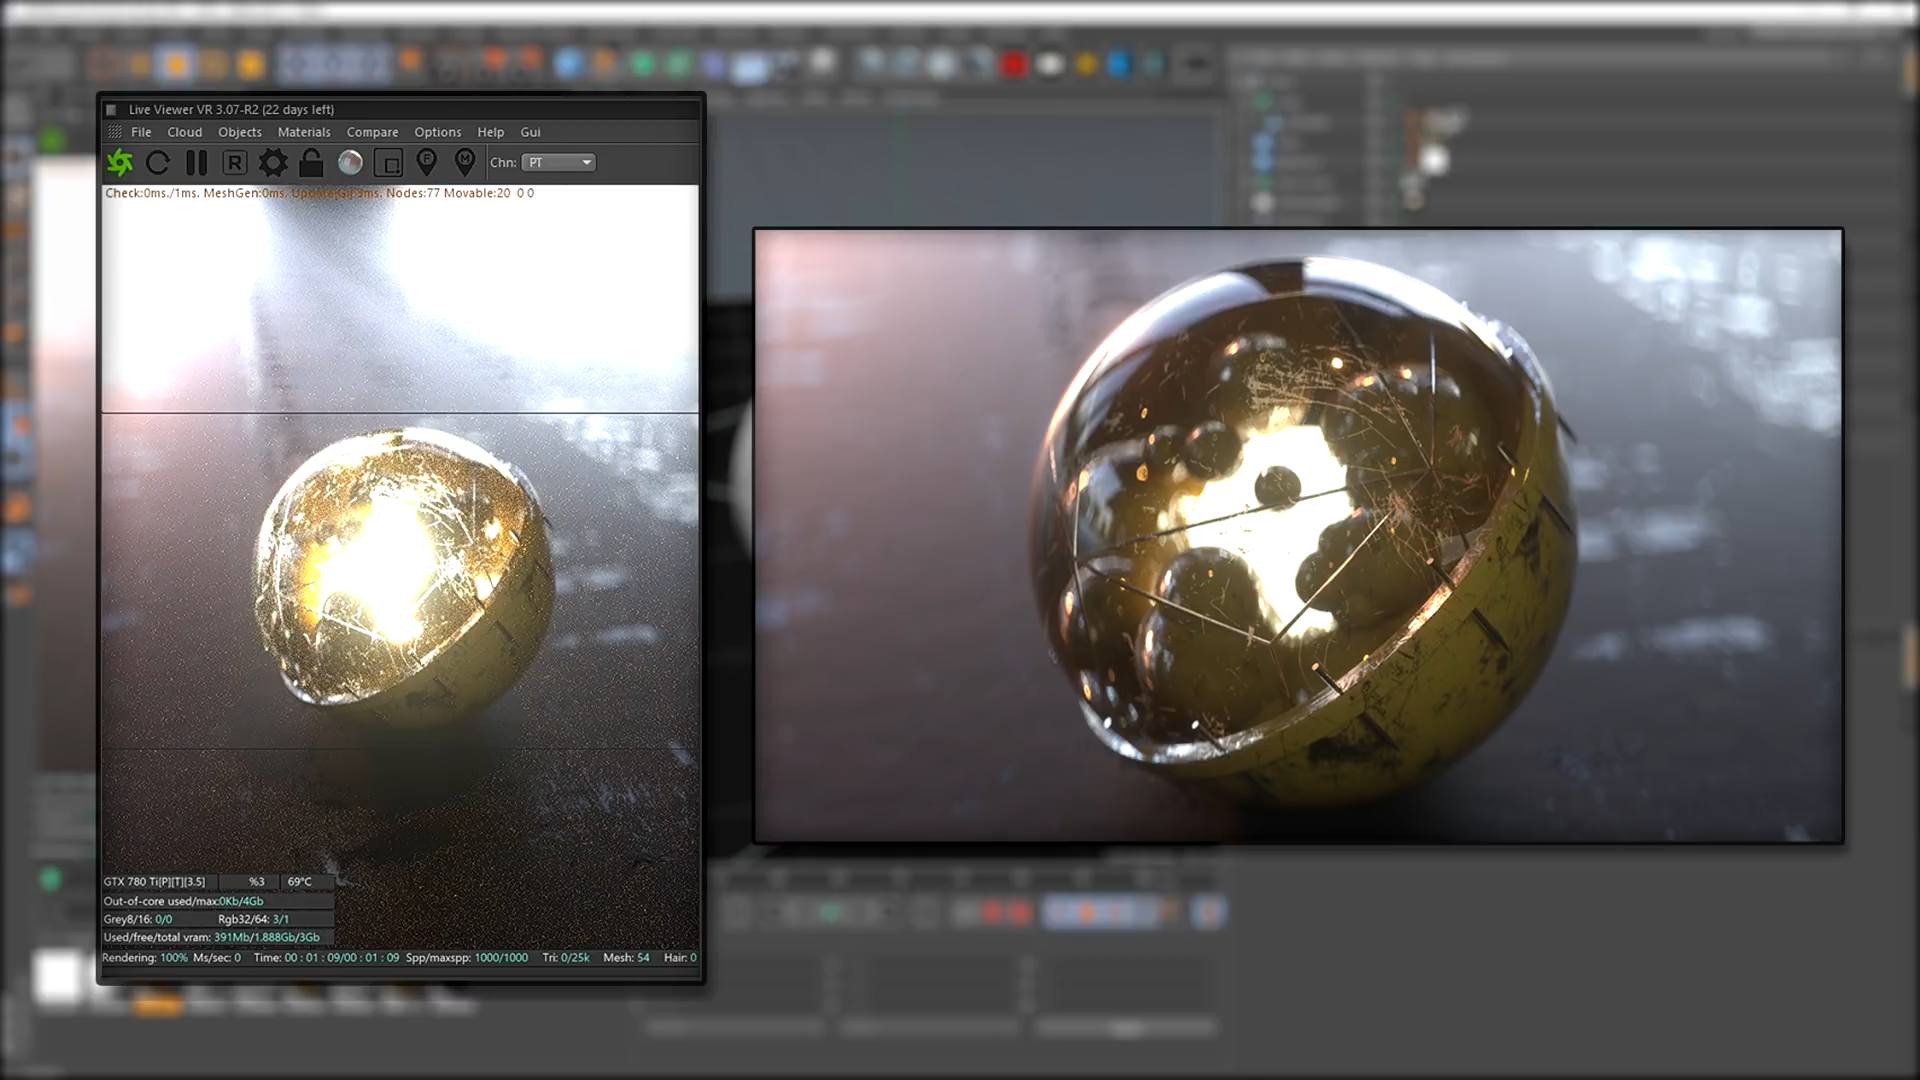 Live Viewer VR 3.07-R2 (22 days left)
File Cloud Objects Materials Compare Options Help Gui
R F M Chn: PT
Check:0ms./1ms. MeshGen:0ms. Update[G]:3ms. Nodes:77 Movable:20 0 0
GTX 780 Ti[P][T][3.5] %3 69°C
Out-of-core used/max:0Kb/4Gb
Grey8/16: 0/0 Rgb32/64: 3/1
Used/free/total vram: 391Mb/1.888Gb/3Gb
Rendering: 100% Ms/sec: 0 Time: 00 : 01 : 09/00 : 01 : 09 Spp/maxspp: 1000/1000 Tri: 0/25k Mesh: 54 Hair: 0